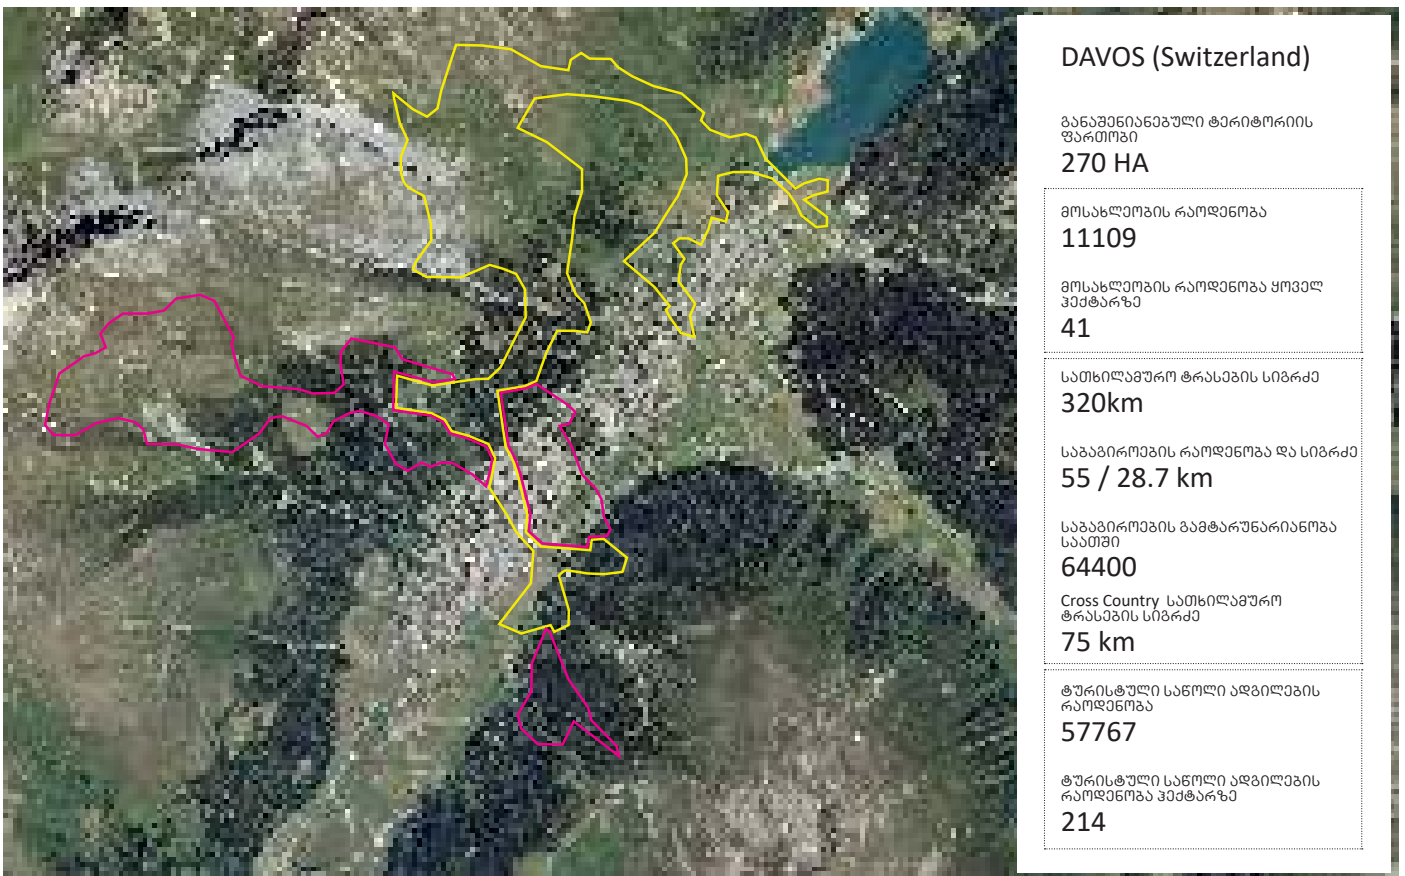 DAVOS (Switzerland)
განაშენიანებული ტერიტორიის
ფართობი
270 HA
მოსახლეობის რაოდენობა
11109
მოსახლეობის რაოდენობა ყოველ
ჰექტარზე
41
სათხილამურო ტრასების სიგრძე
320km
საბაგიროების რაოდენობა და სიგრძე
55 / 28.7 km
საბაგიროების გამტარუნარიანობა
საათში
64400
Cross Country სათხილამურო
ტრასების სიგრძე
75 km
ტურისტული საწოლი ადგილების
რაოდენობა
57767
ტურისტული საწოლი ადგილების
რაოდენობა ჰექტარზე
214